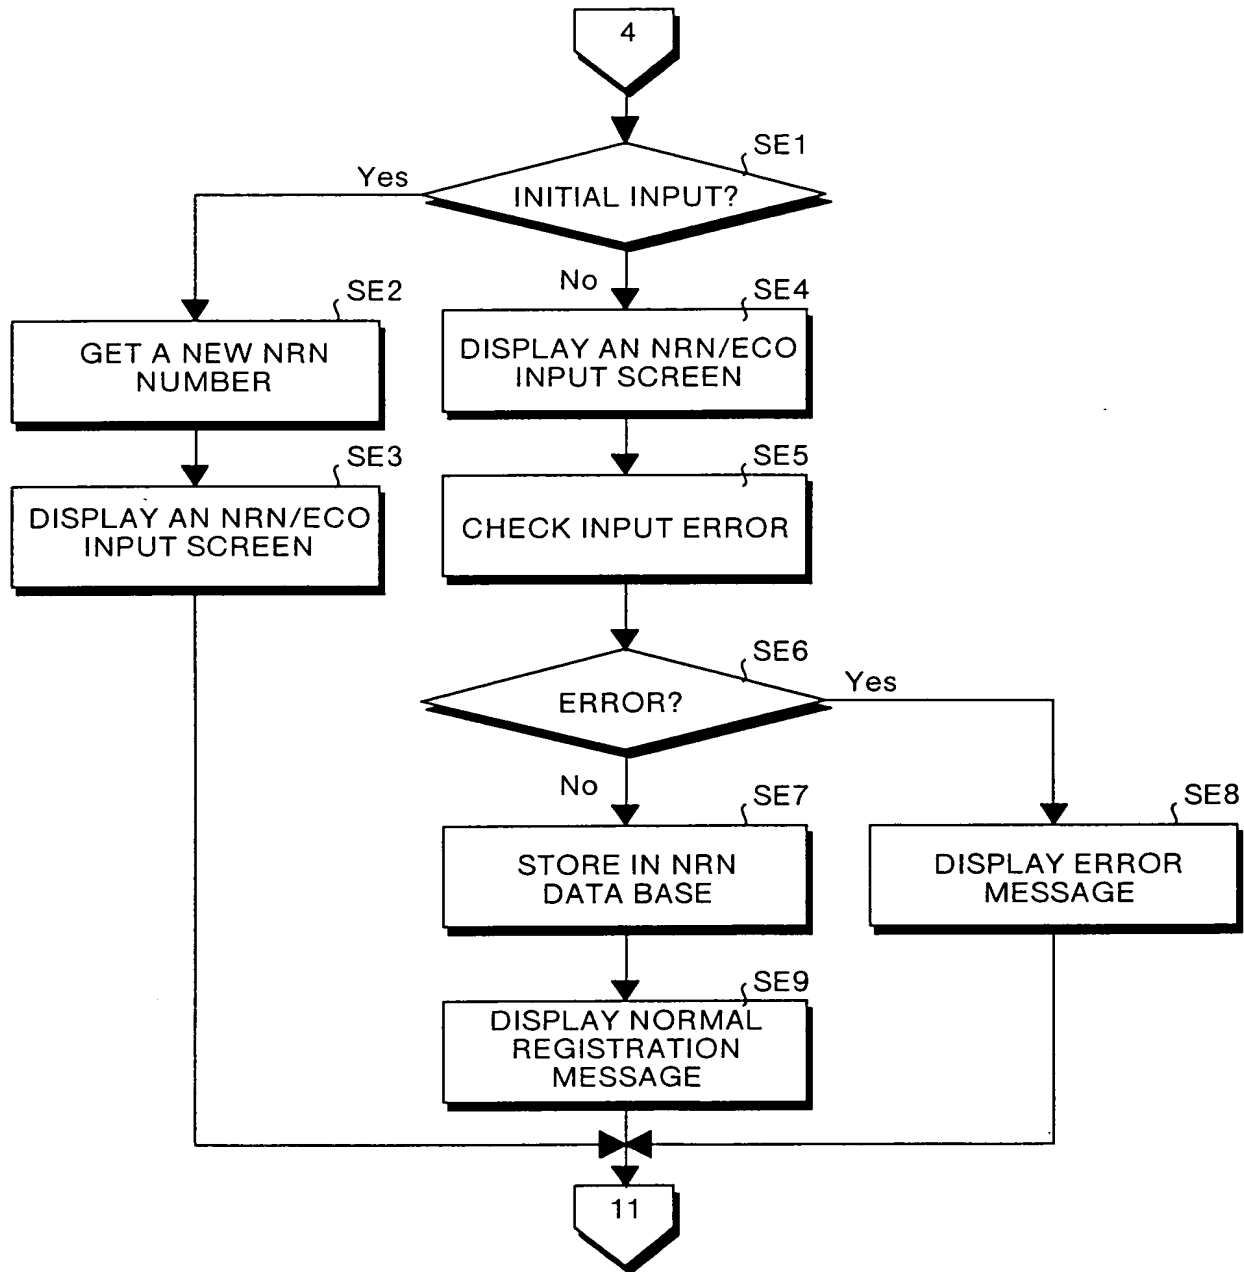 4
SE1
Yes
INITIAL INPUT?
No
SE2
SE4
GET A NEW NRN
NUMBER
DISPLAY AN NRN/ECO
INPUT SCREEN
SE3
SE5
DISPLAY AN NRN/ECO
INPUT SCREEN
CHECK INPUT ERROR
SE6
Yes
ERROR?
No
SE7
SE8
STORE IN NRN
DATA BASE
DISPLAY ERROR
MESSAGE
SE9
DISPLAY NORMAL
REGISTRATION
MESSAGE
11